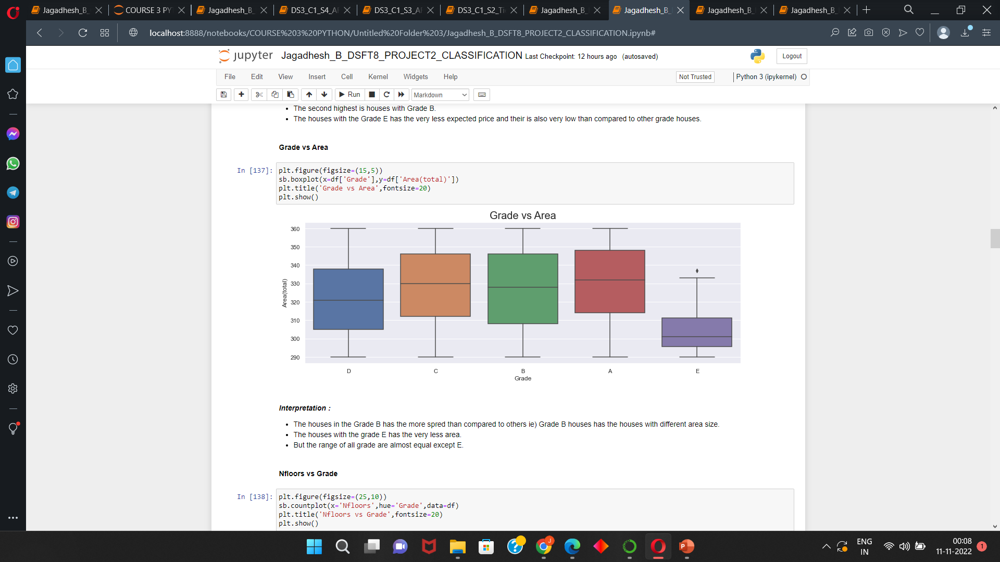 Jagadhesh_B_
COURSE 3 PY
Jagadhesh_B_
DS3_C1_S4_A
DS3_C1_S3_A
DS3_C1_S2_Ti
Jagadhesh_B_
Jagadhesh_B_
Jagadhesh_B_
Jagadhesh_B_
localhost:8888/notebooks/COURSE%203%20PYTHON/Untitled%20Folder%203/Jagadhesh_B_DSFT8_PROJECT2_CLASSIFICATION.ipynb#
jupyter Jagadhesh_B_DSFT8_PROJECT2_CLASSIFICATION Last Checkpoint: 12 hours ago (autosaved)
Logout
File Edit View Insert Cell Kernel Widgets Help
Not Trusted
Python 3 (ipykernel)
Run
Markdown
The second highest is houses with Grade B.
The houses with the Grade E has the very less expected price and their is also very low than compared to other grade houses.
Grade vs Area
In [137]:
plt.figure(figsize=(15,5))
sb.boxplot(x=df['Grade'],y=df['Area(total)'])
plt.title('Grade vs Area',fontsize=20)
plt.show()
Grade vs Area
360
350
340
330
320
310
300
290
Area(total)
D C B A E
Grade
Interpretation :
The houses in the Grade B has the more spred than compared to others ie) Grade B houses has the houses with different area size.
The houses with the grade E has the very less area.
But the range of all grade are almost equal except E.
Nfloors vs Grade
In [138]:
plt.figure(figsize=(25,10))
sb.countplot(x='Nfloors',hue='Grade',data=df)
plt.title('Nfloors vs Grade',fontsize=20)
plt.show()
J
P
ENG
IN
00:08
11-11-2022
1